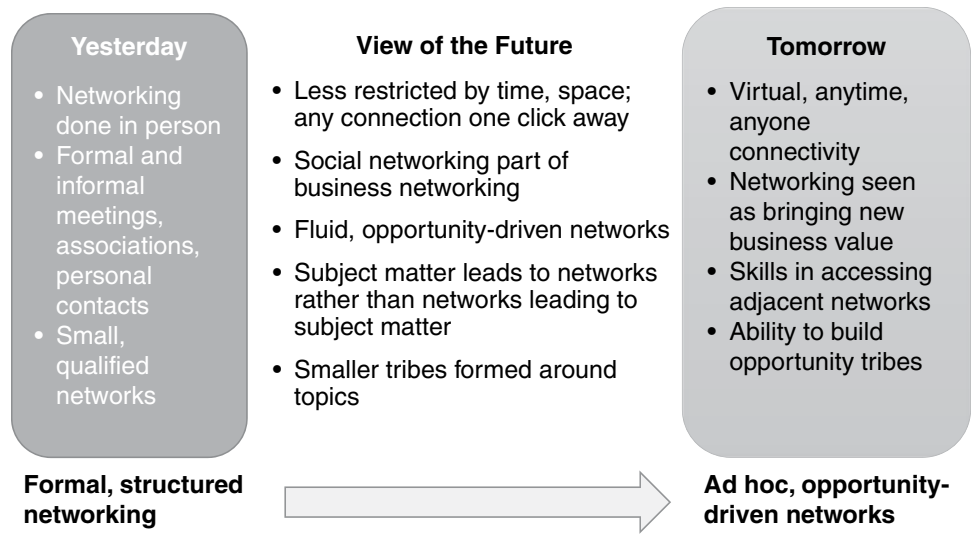 Yesterday
• Networking
done in person
• Formal and
informal
meetings,
associations,
personal
contacts
• Small,
qualified
networks
View of the Future
• Less restricted by time, space;
any connection one click away
• Social networking part of
business networking
• Fluid, opportunity-driven networks
• Subject matter leads to networks
rather than networks leading to
subject matter
• Smaller tribes formed around
topics
Tomorrow
• Virtual, anytime,
anyone
connectivity
• Networking seen
as bringing new
business value
• Skills in accessing
adjacent networks
• Ability to build
opportunity tribes
Formal, structured
networking
Ad hoc, opportunity-
driven networks